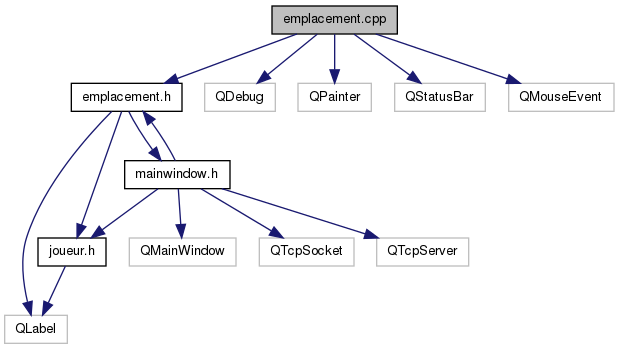 emplacement.cpp
emplacement.h
QDebug
QPainter
QStatusBar
QMouseEvent
mainwindow.h
joueur.h
QMainWindow
QTcpSocket
QTcpServer
QLabel